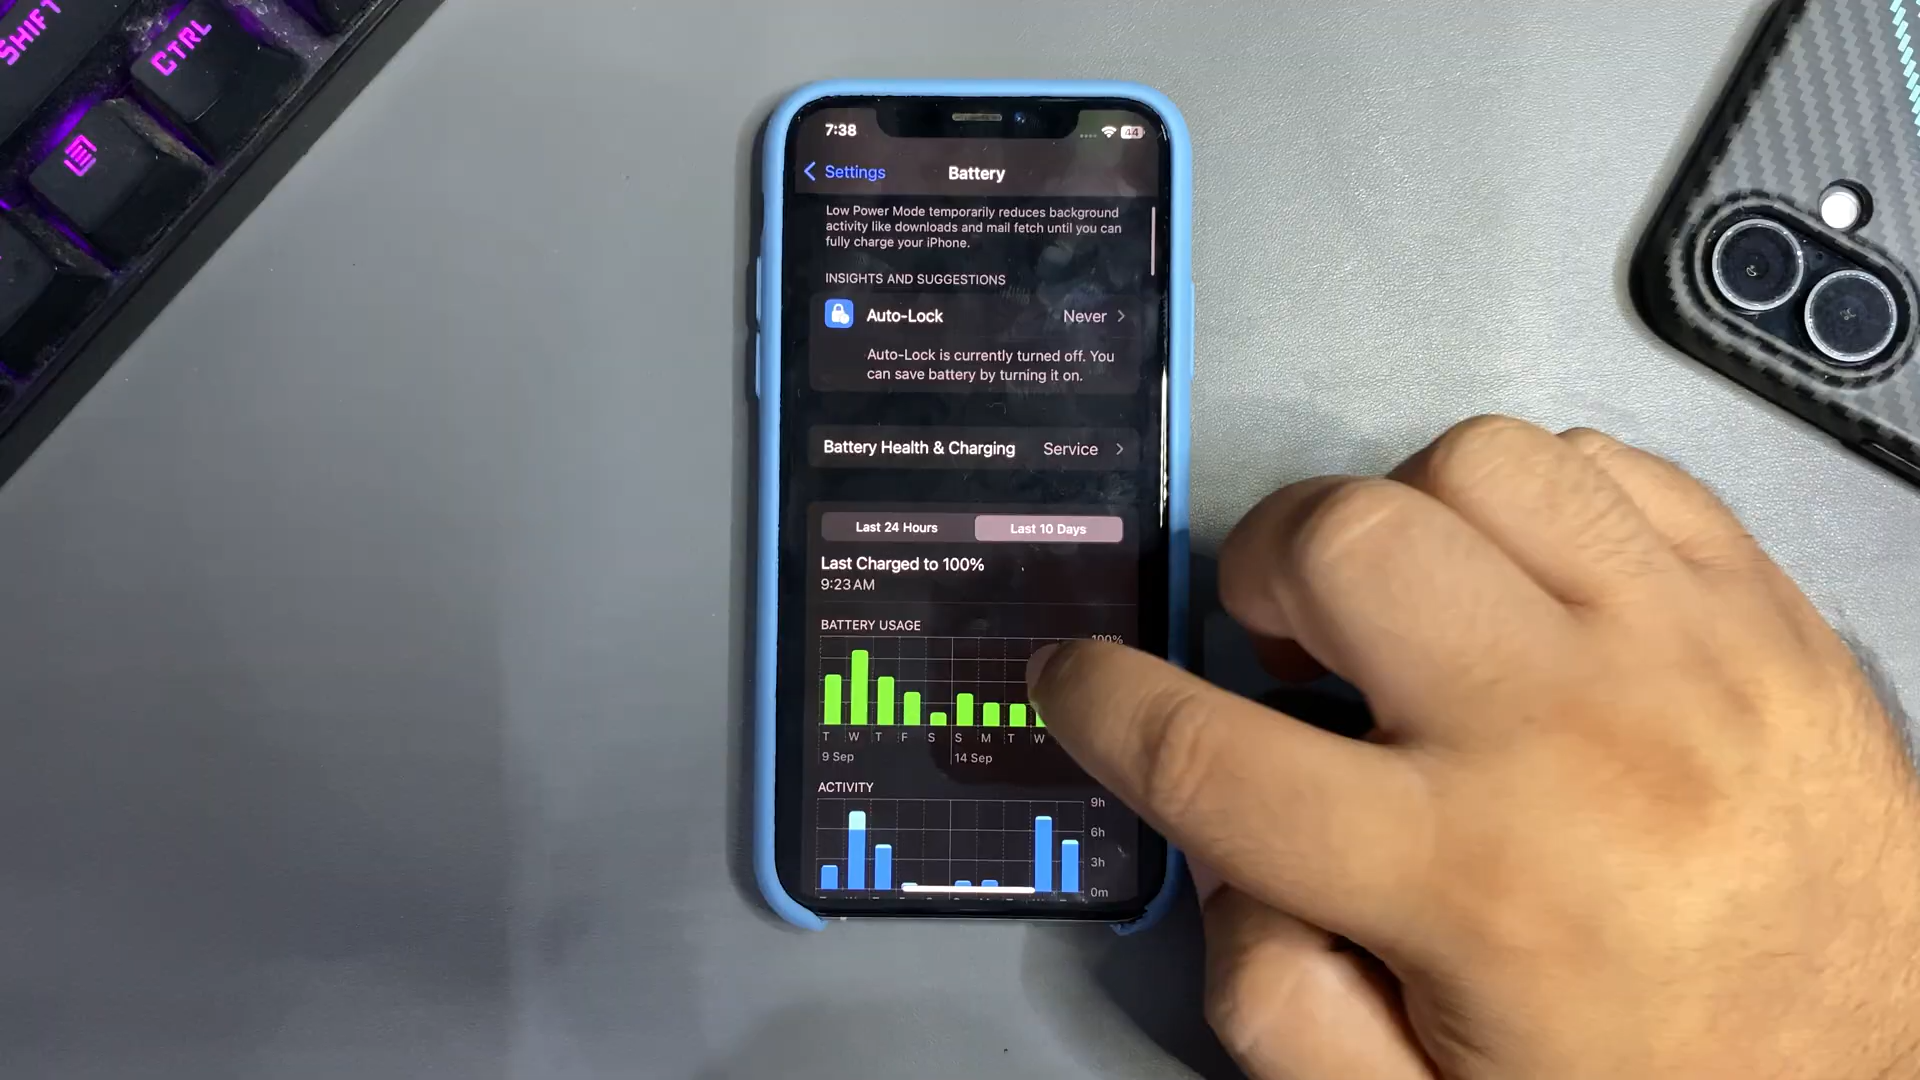 SHIFT
CTRL
7:38
44
Settings
Battery
Low Power Mode temporarily reduces background
activity like downloads and mail fetch until you can
fully charge your iPhone.
INSIGHTS AND SUGGESTIONS
Auto-Lock
Never
Auto-Lock is currently turned off. You
can save battery by turning it on.
Battery Health & Charging
Service
Last 24 Hours
Last 10 Days
Last Charged to 100%
9:23 AM
BATTERY USAGE
100%
T W T F S S M T W
9 Sep
14 Sep
ACTIVITY
9h
6h
3h
0m